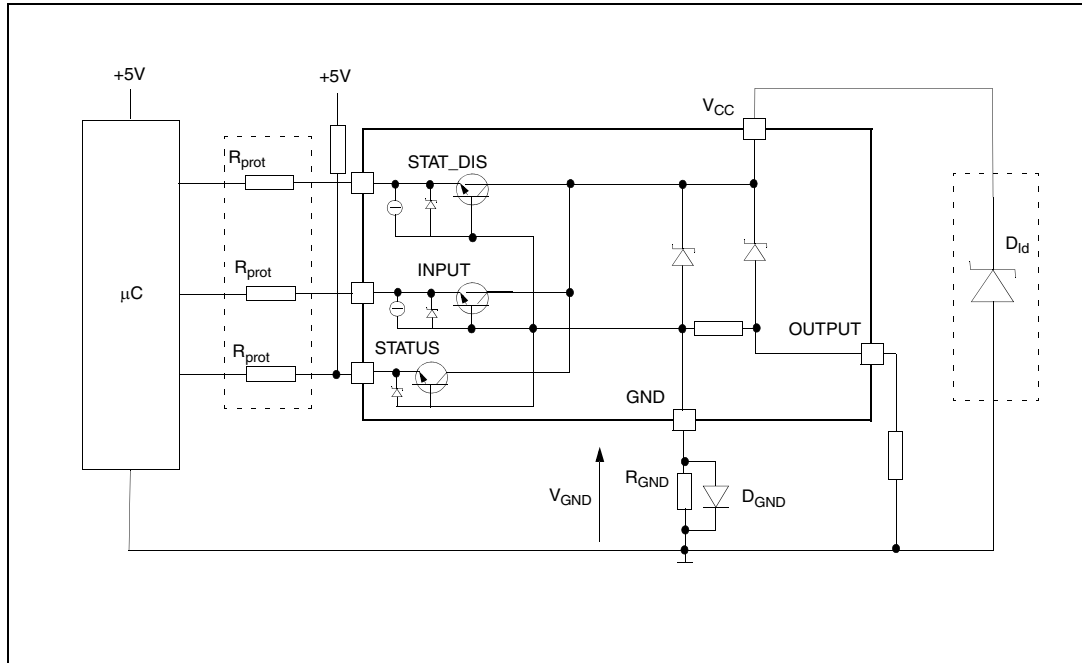 +5V
+5V
VCC
Rprot
STAT_DIS
Dld
Rprot
INPUT
μC
OUTPUT
Rprot
STATUS
GND
RGND
VGND
DGND